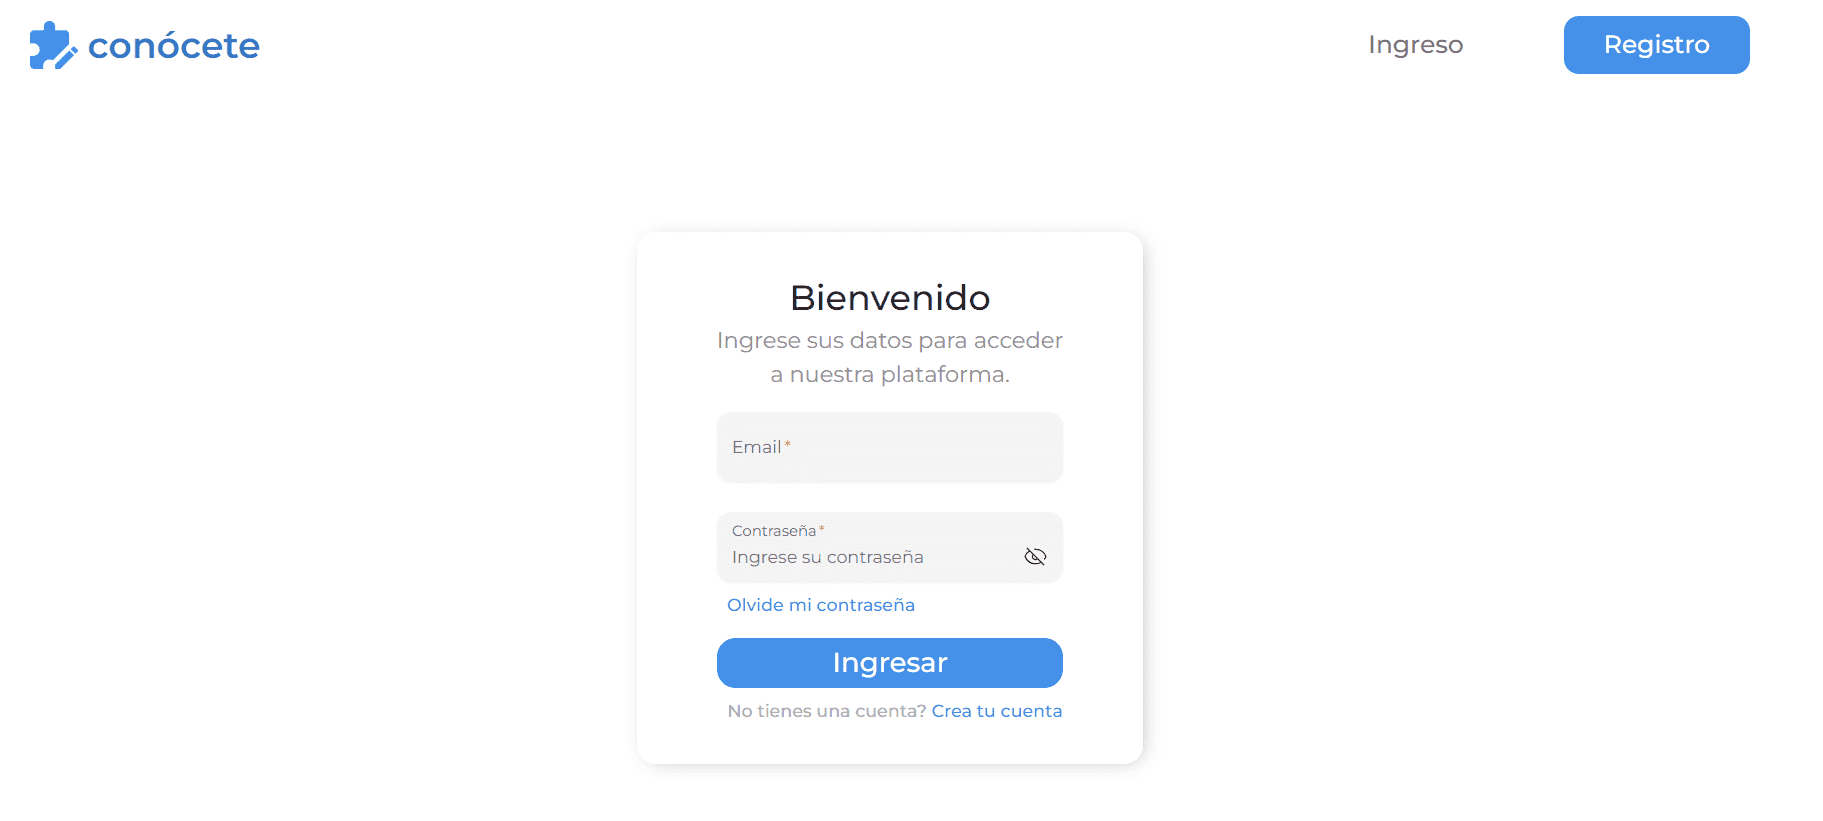 conócete
Ingreso
Registro
Bienvenido
Ingrese sus datos para acceder
a nuestra plataforma.
Email *
Contraseña *
Ingrese su contraseña
Olvide mi contraseña
Ingresar
No tienes una cuenta? Crea tu cuenta